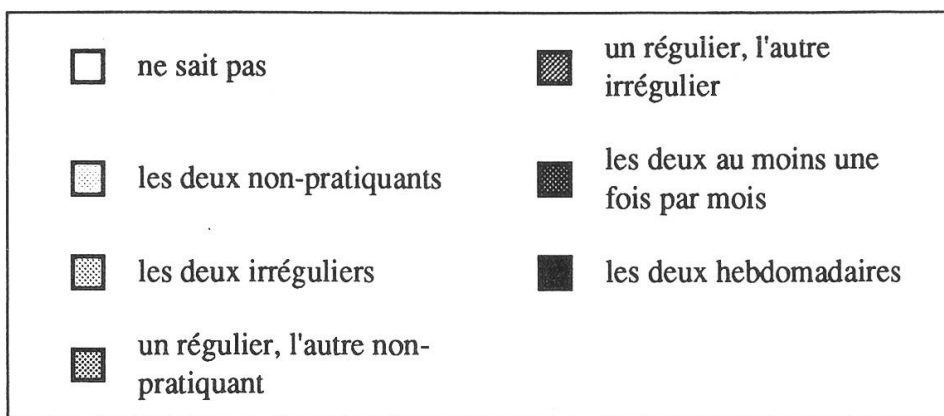 ne sait pas
les deux non-pratiquants
les deux irréguliers
un régulier, l'autre non-
pratiquant
un régulier, l'autre
irrégulier
les deux au moins une
fois par mois
les deux hebdomadaires